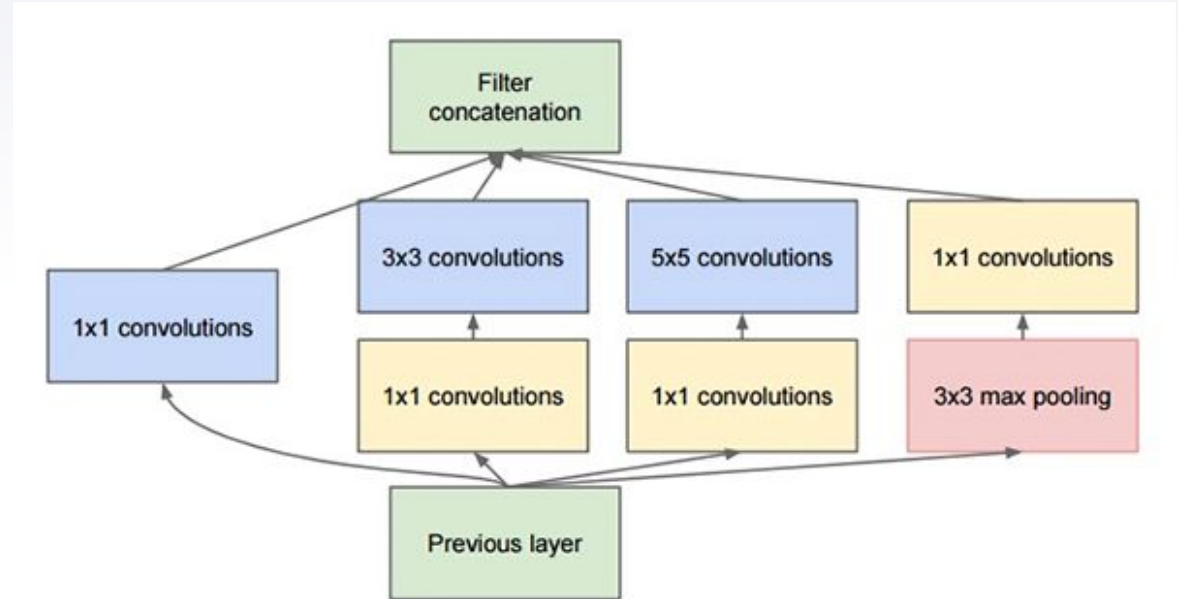 Filter
concatenation
3x3 convolutions
5x5 convolutions
1x1 convolutions
1x1 convolutions
1x1 convolutions
1x1 convolutions
3x3 max pooling
Previous layer